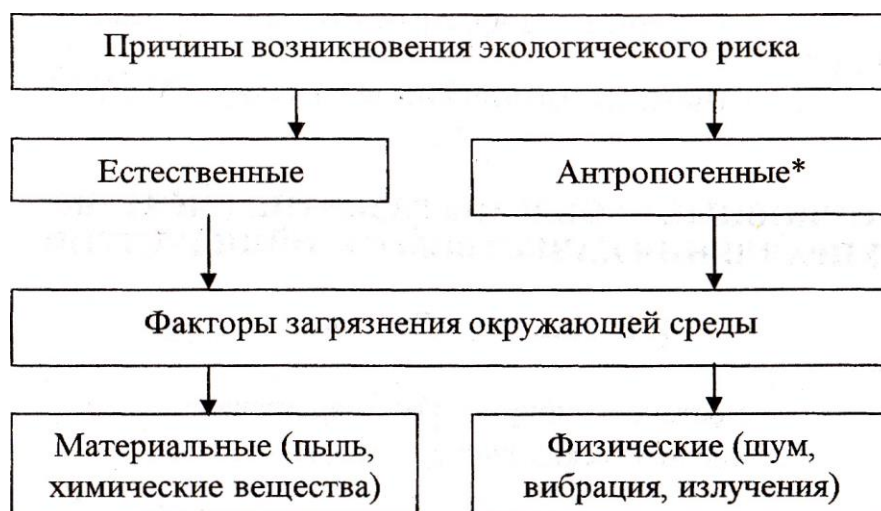 Причины возникновения экологического риска
Естественные
Антропогенные*
Факторы загрязнения окружающей среды
Материальные (пыль,
химические вещества)
Физические (шум,
вибрация, излучения)